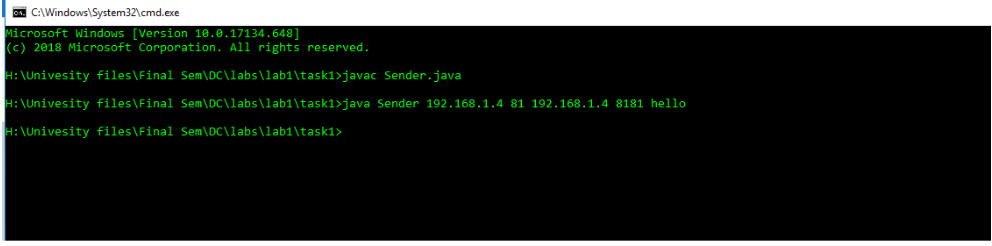 C:\Windows\System32\cmd.exe
Microsoft Windows [Version 10.0.17134.648]
(c) 2018 Microsoft Corporation. All rights reserved.
H:\Univesity files\Final Sem\DC\labs\lab1\task1>javac Sender.java
H:\Univesity files\Final Sem\DC\labs\lab1\task1>java Sender 192.168.1.4 81 192.168.1.4 8181 hello
H:\Univesity files\Final Sem\DC\labs\lab1\task1>